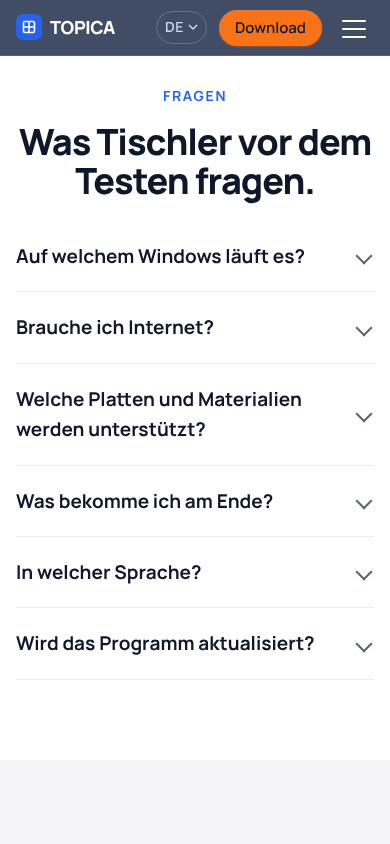 TOPICA
DE
Download
FRAGEN
Was Tischler vor dem
Testen fragen.
Auf welchem Windows läuft es?
Brauche ich Internet?
Welche Platten und Materialien
werden unterstützt?
Was bekomme ich am Ende?
In welcher Sprache?
Wird das Programm aktualisiert?